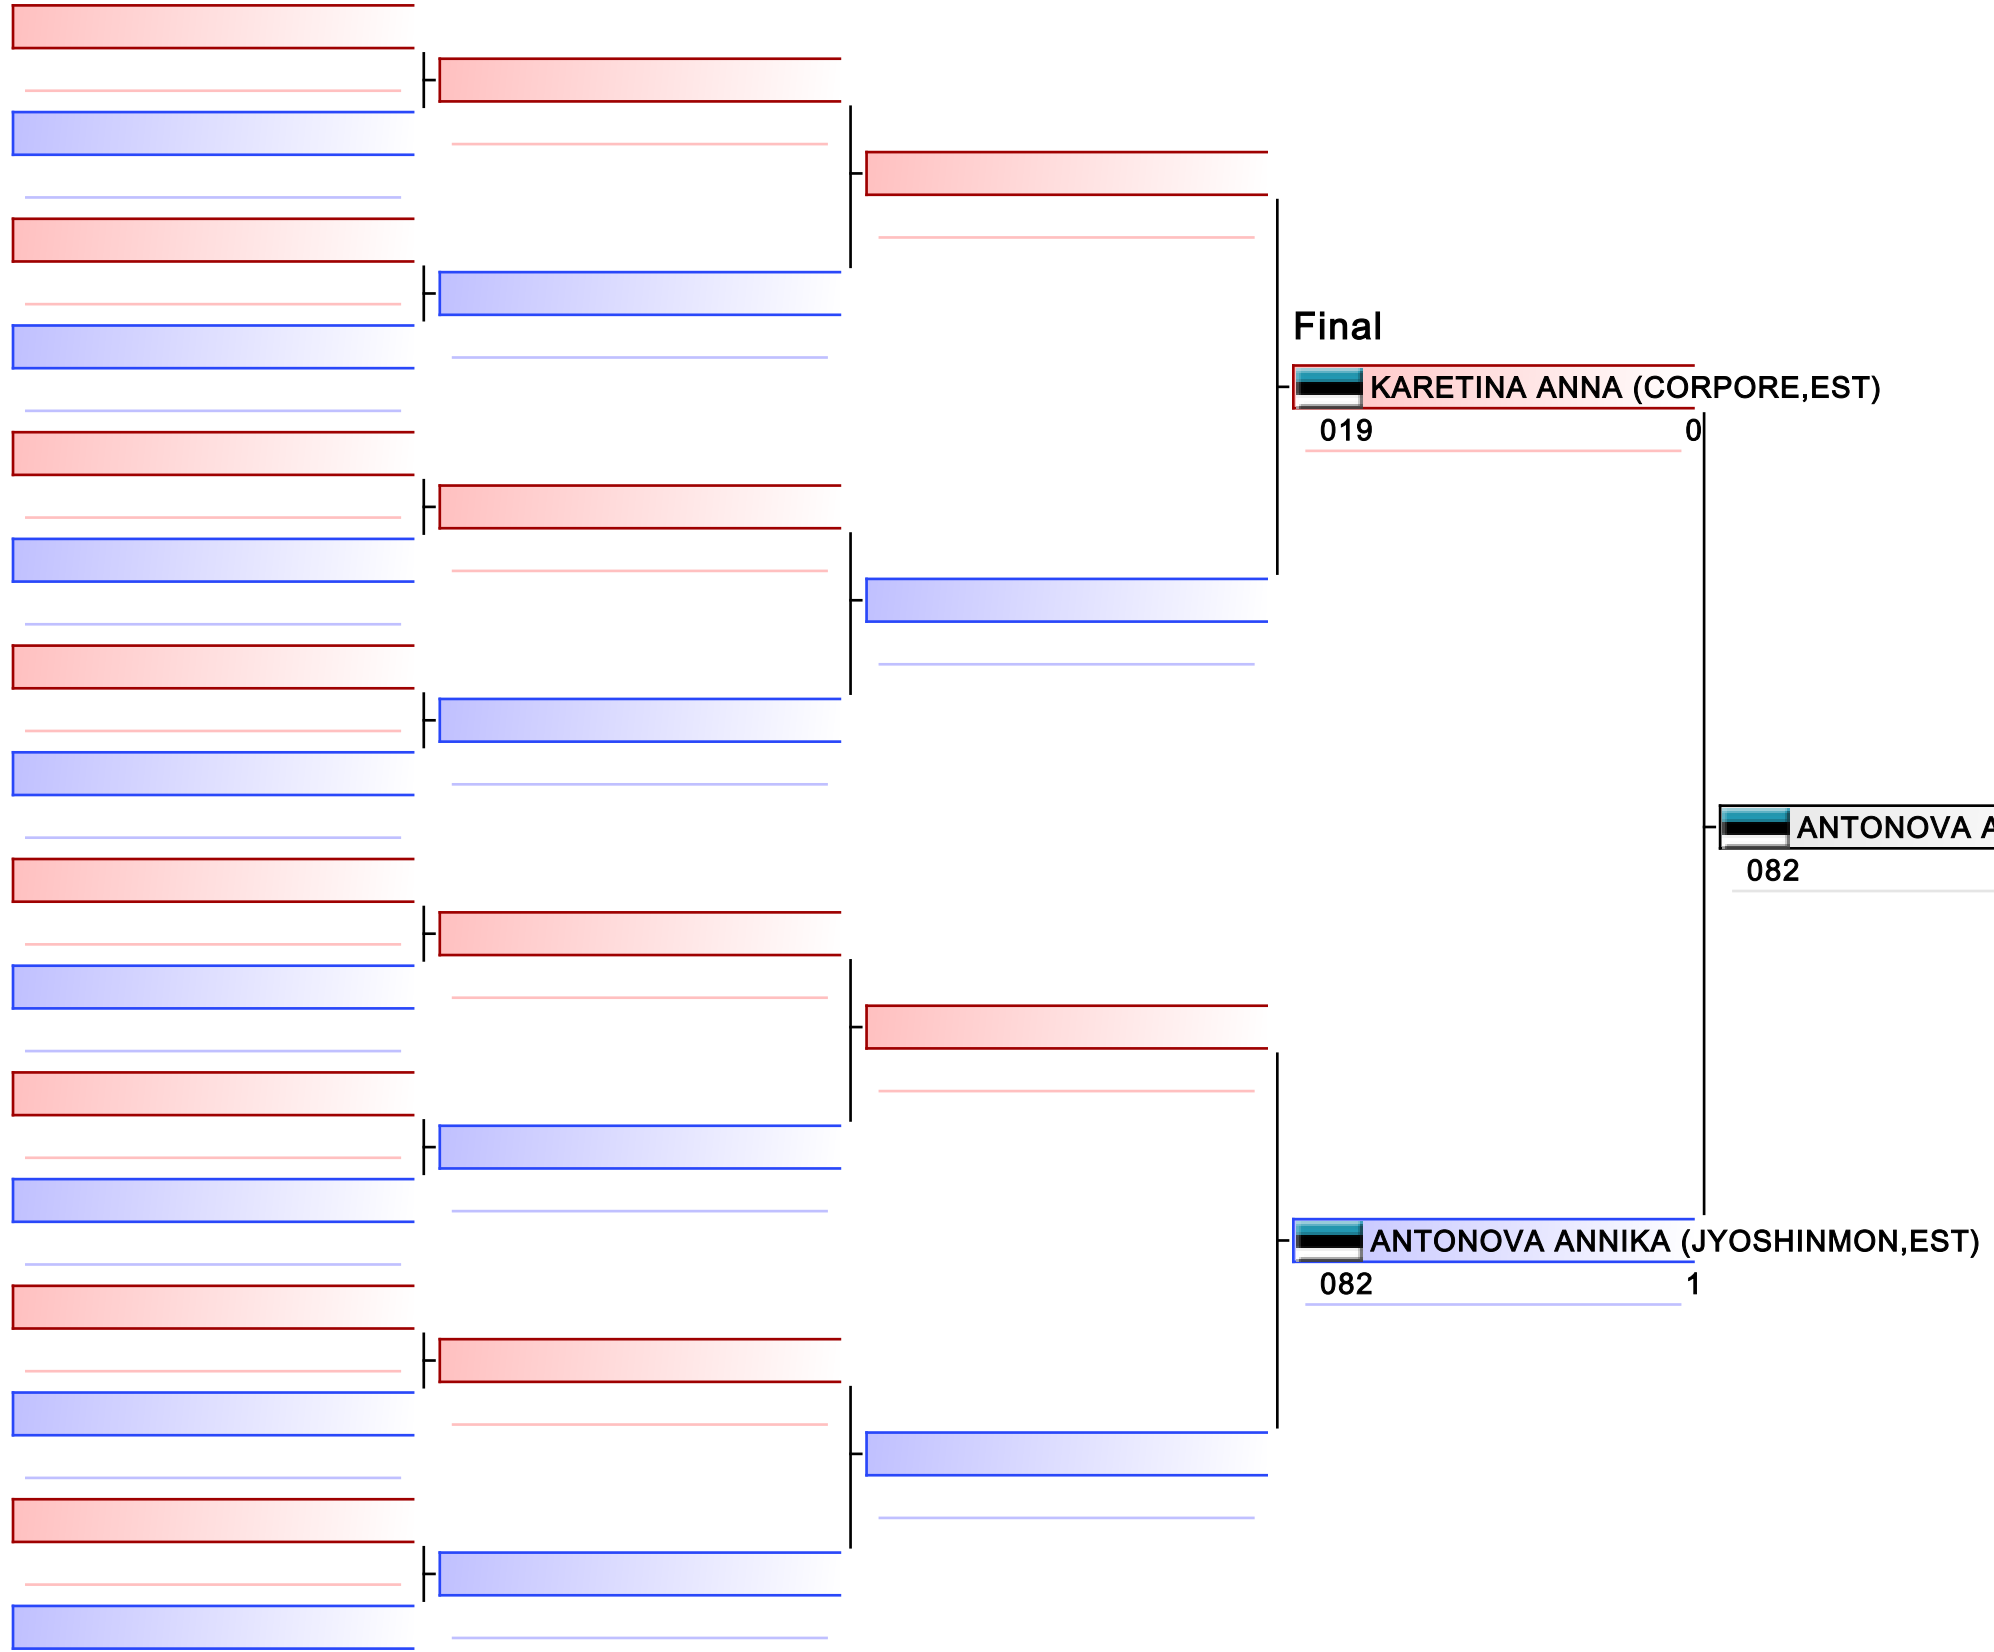 Final
KARETINA ANNA (CORPORE,EST)
019 0
ANTONOVA A
082
ANTONOVA ANNIKA (JYOSHINMON,EST)
082 1